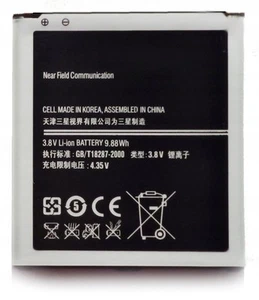 Near Field Communication
CELL MADE IN KOREA, ASSEMBLED IN CHINA
天津三星视界有限公司为三星制造
3.8V Li-ion BATTERY 9.88Wh
执行标准: GB/T18287-2000 类型: 3.8 V 锂离子
充电限制电压: 4.35 V